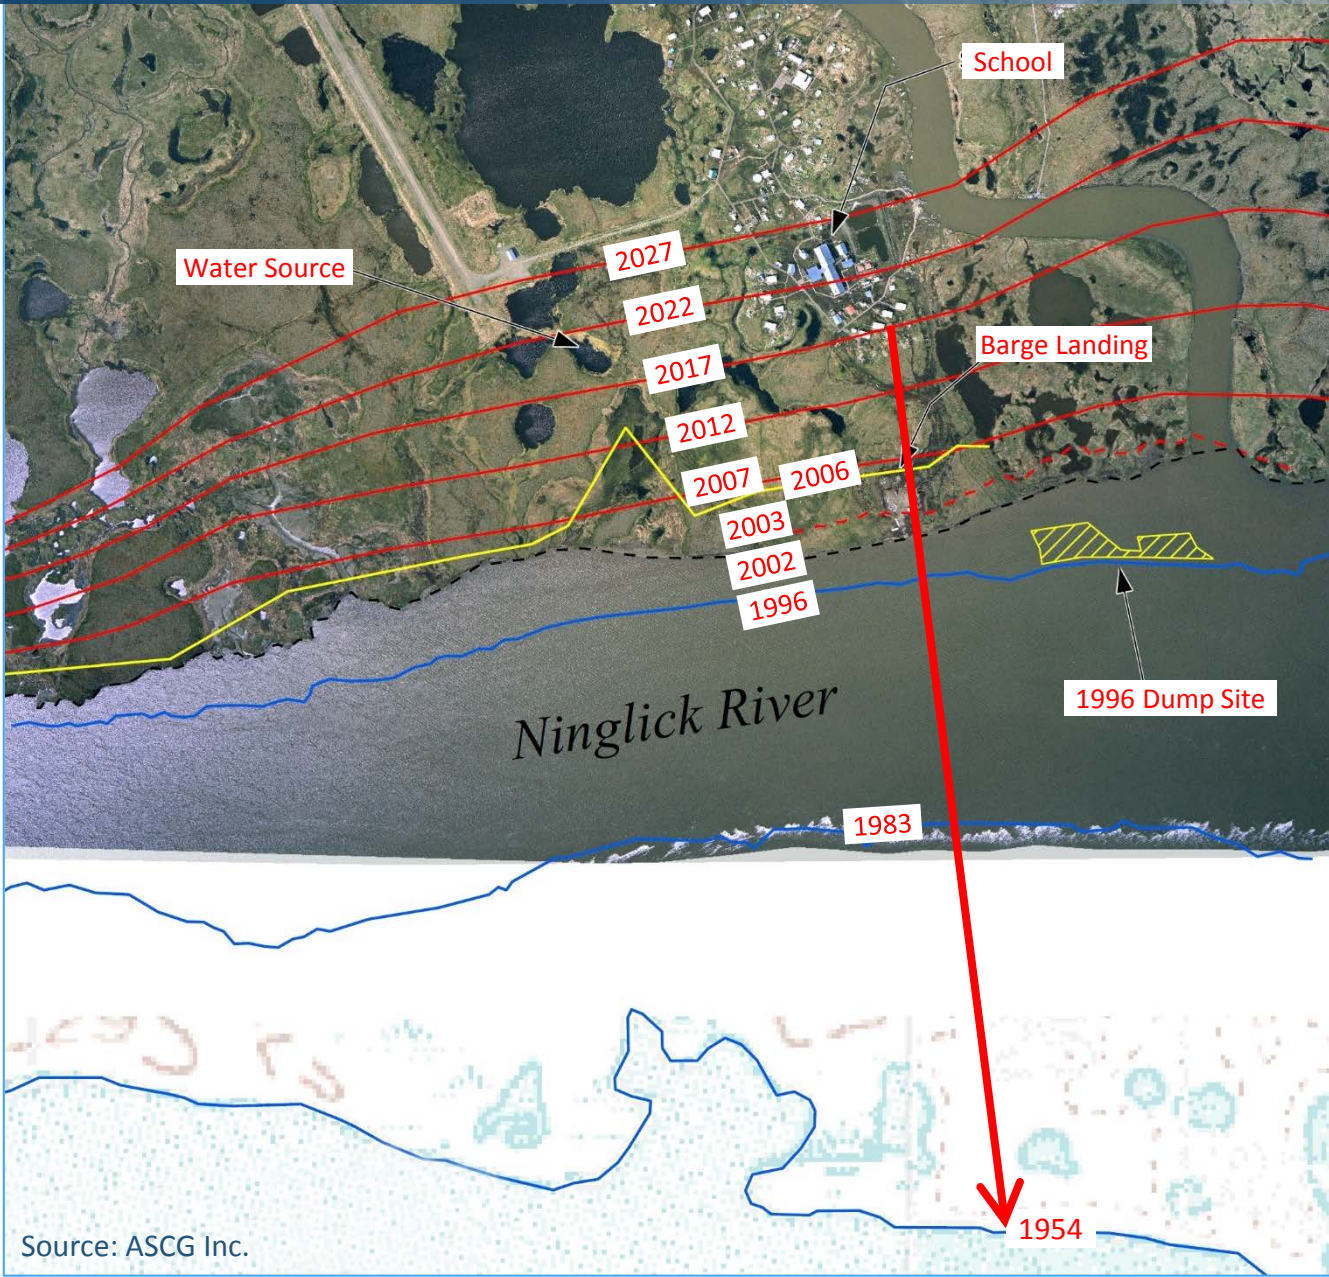 School
Water Source
2027
2022
2017
Barge Landing
2012
2007
2006
2003
2002
1996
1996 Dump Site
Ninglick River
1983
1954
Source: ASCG Inc.